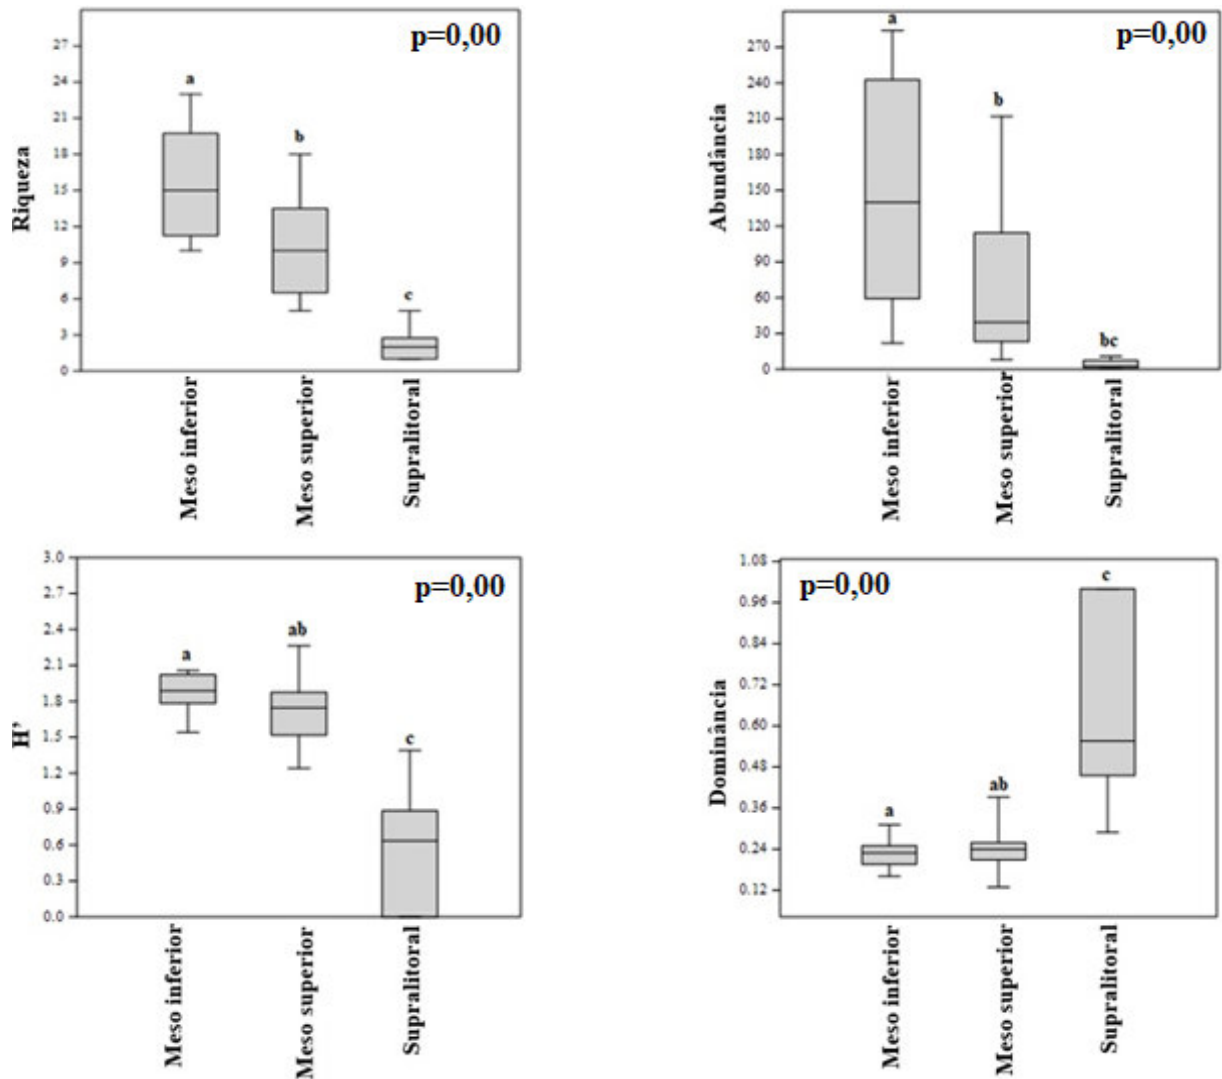 p=0,00
27
24
21
18
15
12
9
6
3
0
Riqueza
a
b
c
Meso inferior
Meso superior
Supralitoral
p=0,00
270
240
210
180
150
120
90
60
30
0
Abundância
a
b
bc
Meso inferior
Meso superior
Supralitoral
p=0,00
3.0
2.7
2.4
2.1
1.8
1.5
1.2
0.9
0.6
0.3
0.0
H'
a
ab
c
Meso inferior
Meso superior
Supralitoral
p=0,00
1.08
0.96
0.84
0.72
0.60
0.48
0.36
0.24
0.12
Dominância
a
ab
c
Meso inferior
Meso superior
Supralitoral